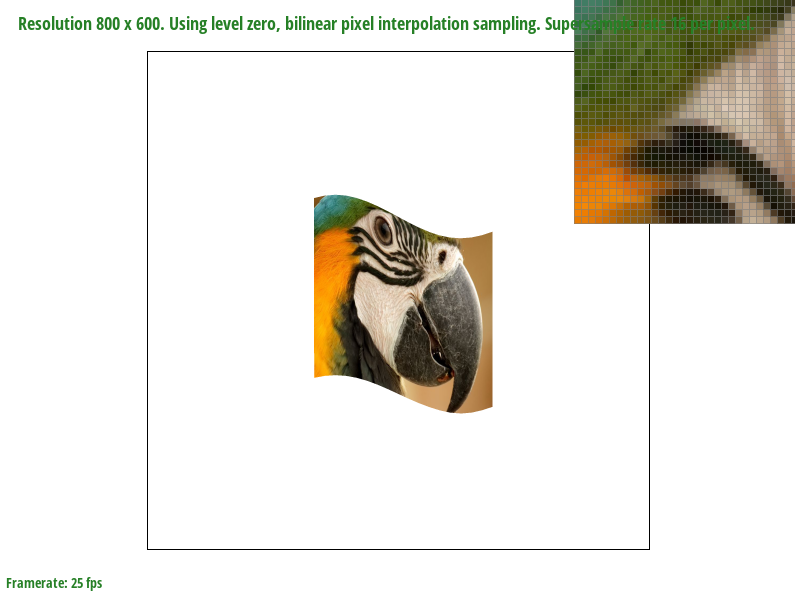 Resolution 800 x 600. Using level zero, bilinear pixel interpolation sampling. Supersample rate 16 per pixel.
Framerate: 25 fps